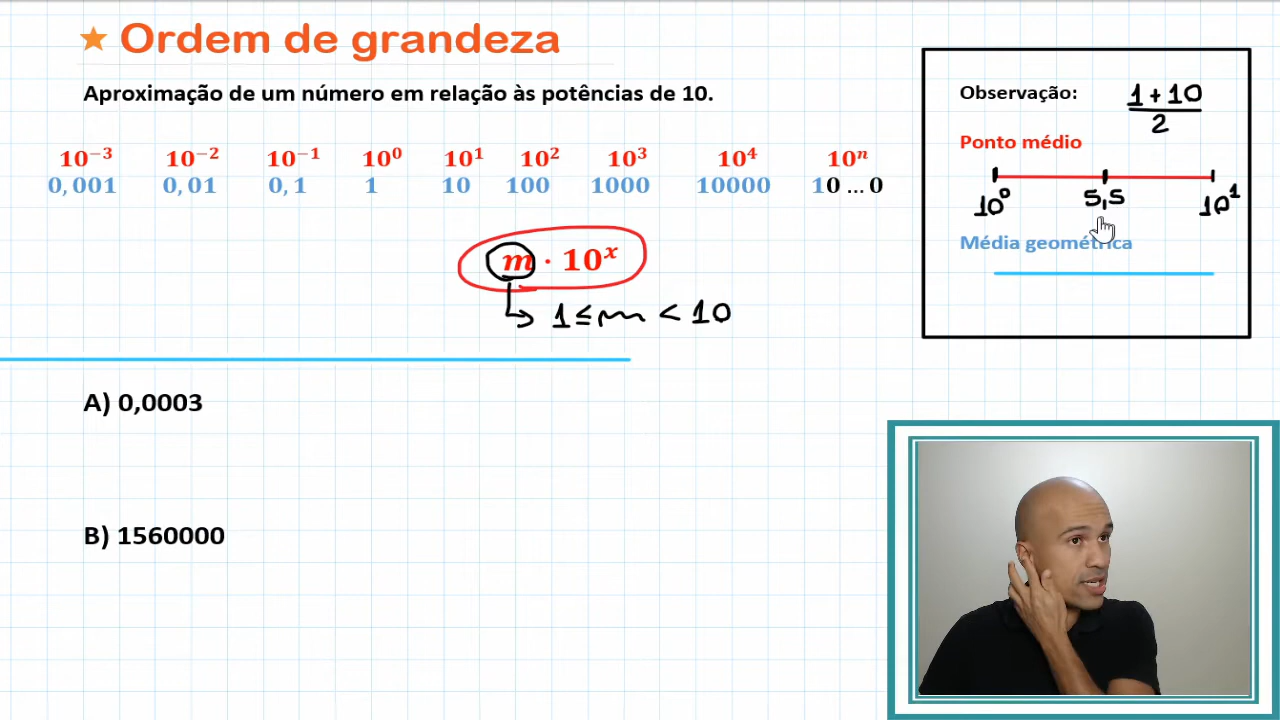 ★ Ordem de grandeza
Aproximação de um número em relação às potências de 10.
10⁻³ 10⁻² 10⁻¹ 10⁰ 10¹ 10² 10³ 10⁴ 10ⁿ
0,001 0,01 0,1 1 10 100 1000 10000 10 ... 0
m · 10ˣ
1 ≤ m < 10
A) 0,0003
B) 1560000
Observação:
1 + 10
2
Ponto médio
10⁰ 5,5 10¹
Média geométrica